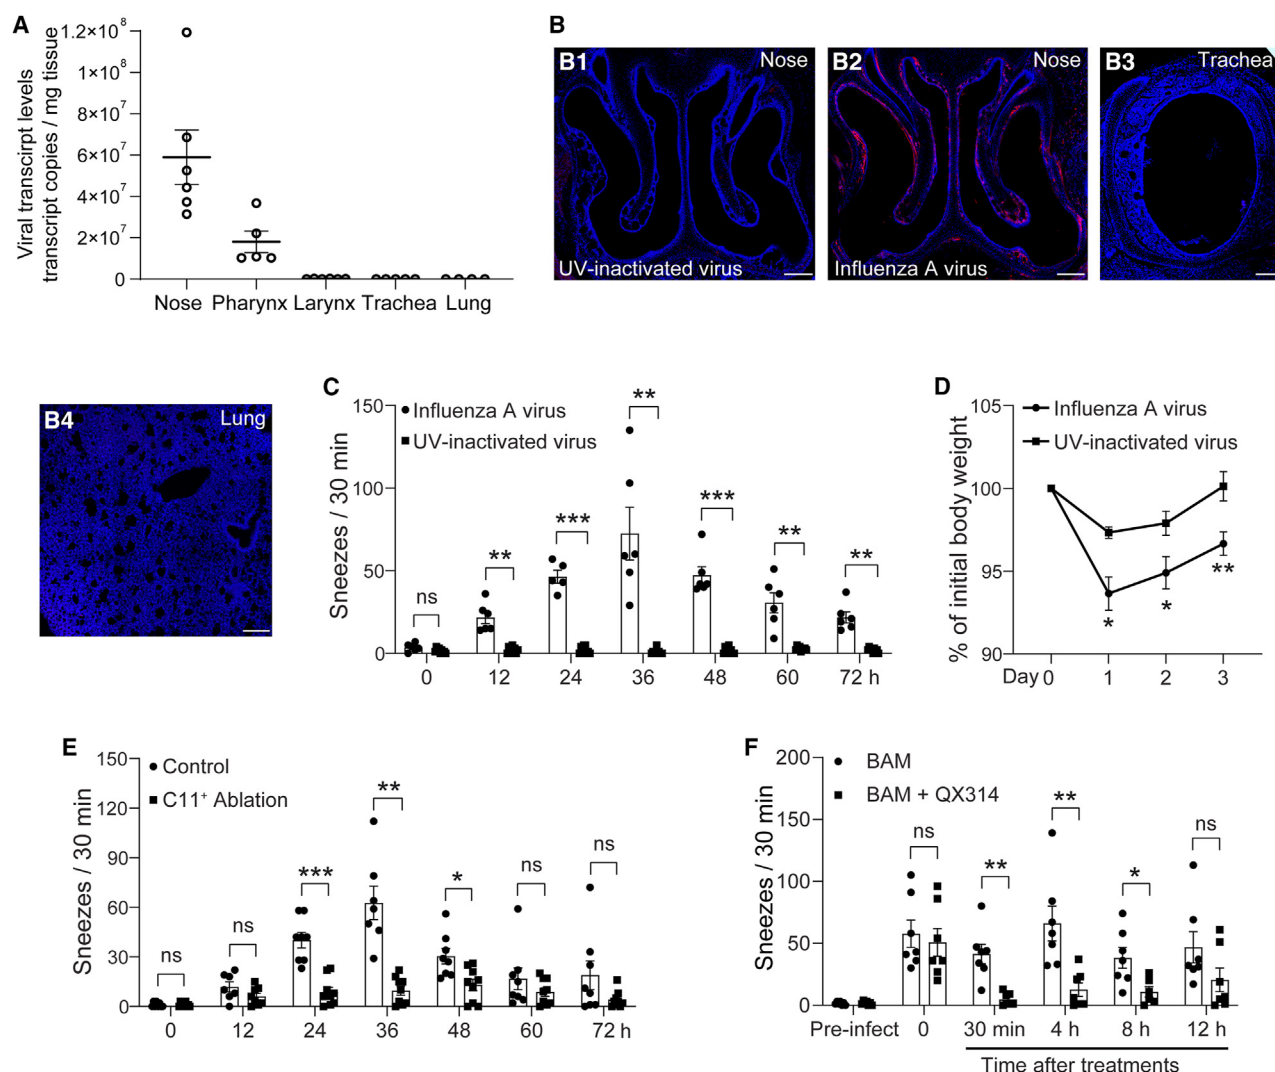 A
Viral transcirpt levels
transcript copies / mg tissue
1.2×10⁸
1×10⁸
8×10⁷
6×10⁷
4×10⁷
2×10⁷
0
Nose Pharynx Larynx Trachea Lung
B
B1 Nose
UV-inactivated virus
B2 Nose
Influenza A virus
B3 Trachea
B4 Lung
C
Sneezes / 30 min
150
100
50
0
Influenza A virus
UV-inactivated virus
ns ** *** ** *** ** **
0 12 24 36 48 60 72 h
D
% of initial body weight
105
100
95
90
Influenza A virus
UV-inactivated virus
* * **
Day 0 1 2 3
E
Sneezes / 30 min
150
120
90
60
30
0
Control
C11⁺ Ablation
ns ns *** ** * ns ns
0 12 24 36 48 60 72 h
F
Sneezes / 30 min
200
150
100
50
0
BAM
BAM + QX314
ns ** ** * ns
Pre-infect 0 30 min 4 h 8 h 12 h
Time after treatments